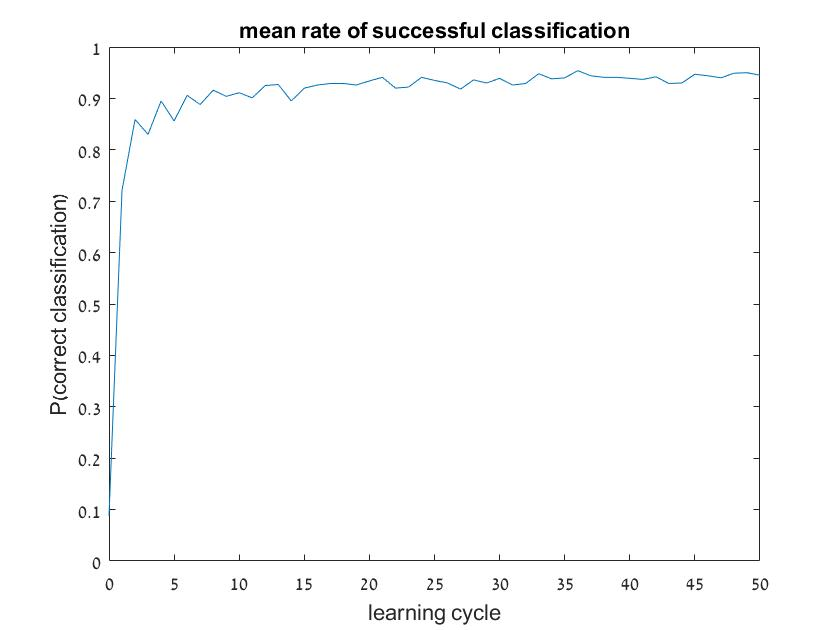 mean rate of successful classification
1
0.9
0.8
0.7
0.6
0.5
0.4
0.3
0.2
0.1
0
P(correct classification)
0 5 10 15 20 25 30 35 40 45 50
learning cycle